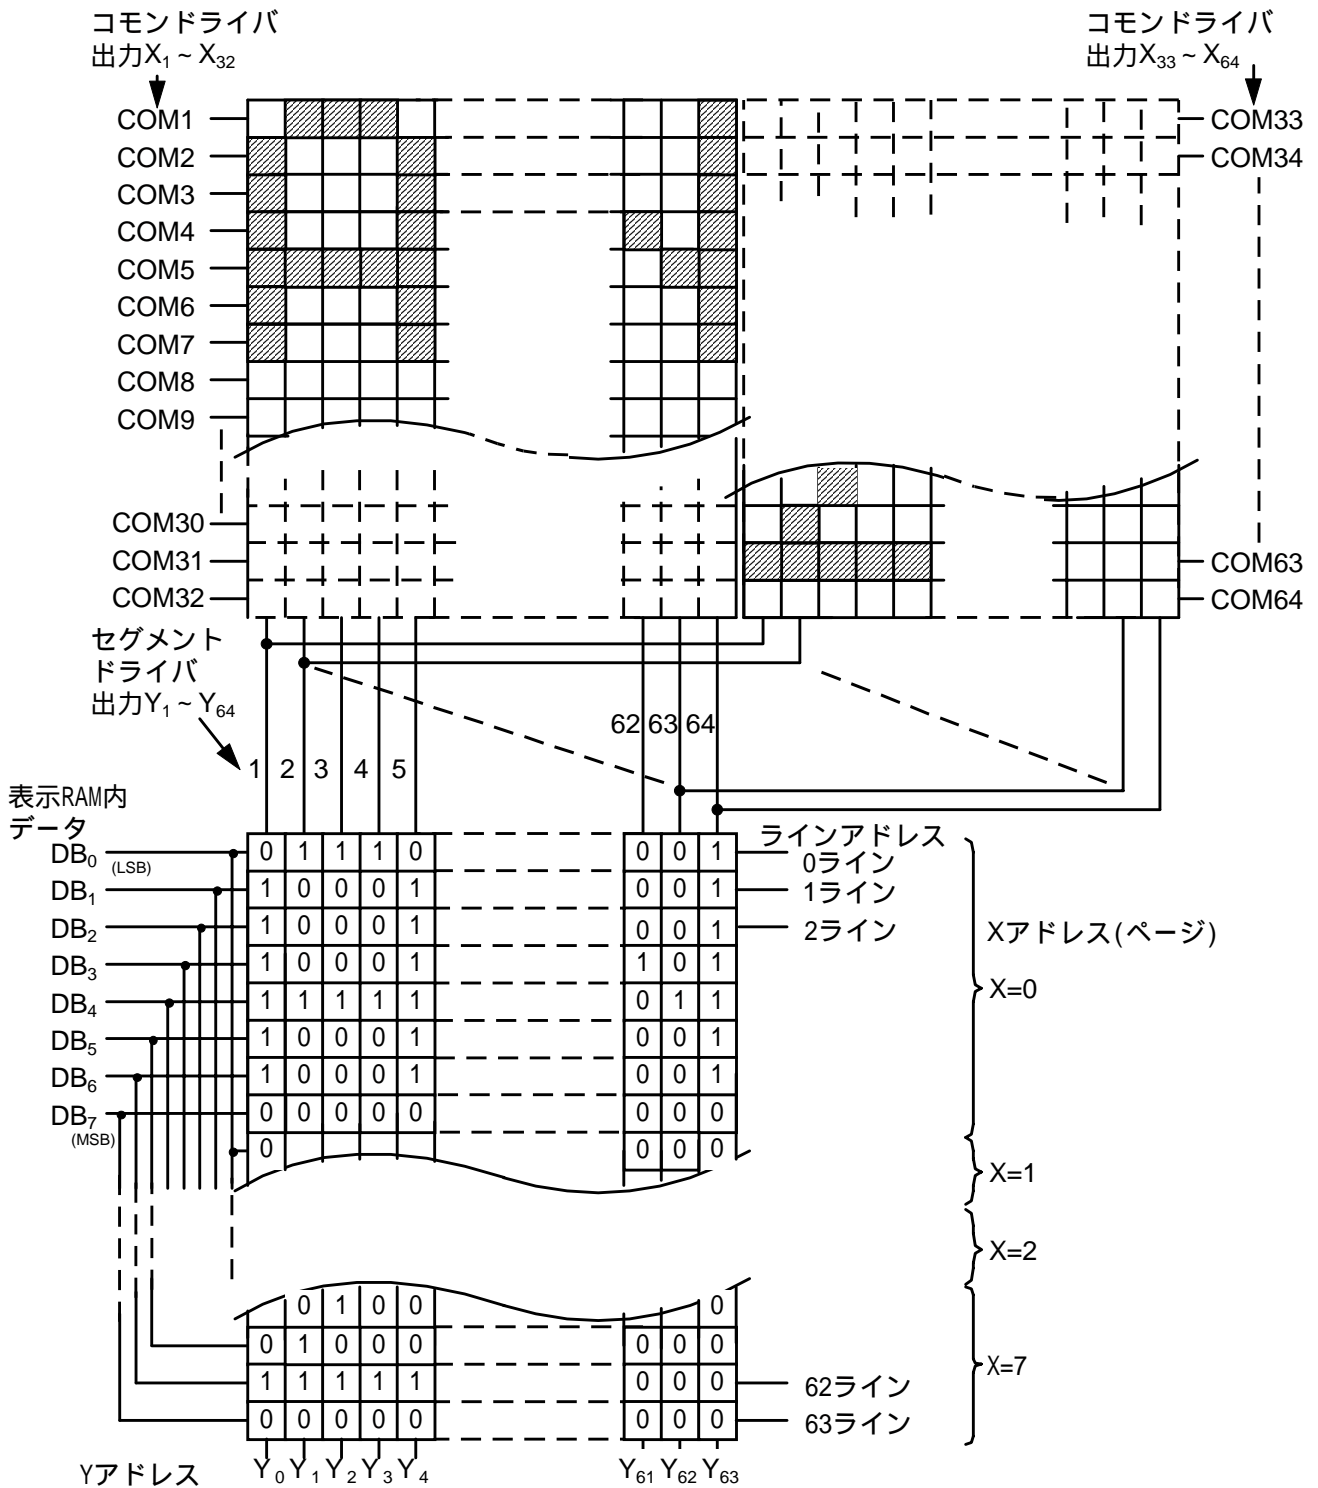 コモンドライバ
出力X1 ~ X32
コモンドライバ
出力X33 ~ X64
COM1
COM2
COM3
COM4
COM5
COM6
COM7
COM8
COM9
COM30
COM31
COM32
COM33
COM34
COM63
COM64
セグメント
ドライバ
出力Y1 ~ Y64
1 2 3 4 5
62 63 64
表示RAM内
データ
ラインアドレス
DB0 (LSB) 0 1 1 1 0 0 0 1 0ライン
DB1 1 0 0 0 1 0 0 1 1ライン
DB2 1 0 0 0 1 0 0 1 2ライン
DB3 1 0 0 0 1 1 0 1
DB4 1 1 1 1 1 0 1 1
DB5 1 0 0 0 1 0 0 1
DB6 1 0 0 0 1 0 0 1
DB7 (MSB) 0 0 0 0 0 0 0 0
0 0 0 0
Xアドレス(ページ)
X=0
X=1
X=2
X=7
0 1 0 0 0
0 1 0 0 0 0 0 0
1 1 1 1 1 0 0 0 62ライン
0 0 0 0 0 0 0 0 63ライン
Yアドレス Y0 Y1 Y2 Y3 Y4 Y61 Y62 Y63